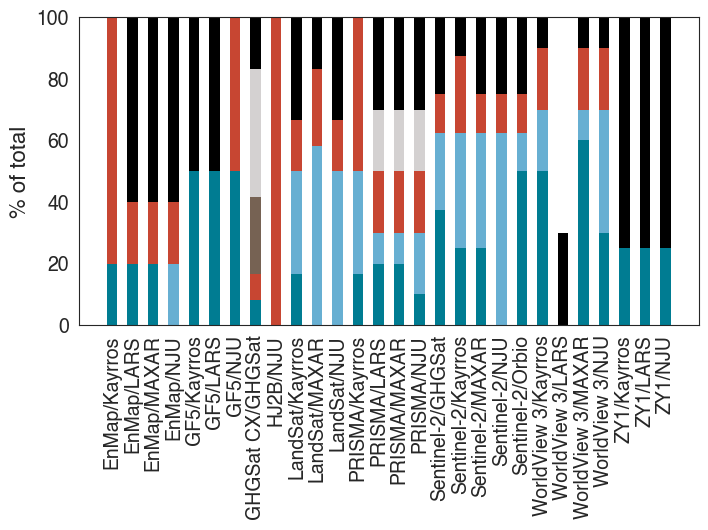 100
80
60
40
20
0
% of total
EnMap/Kayrros
EnMap/LARS
EnMap/MAXAR
EnMap/NJU
GF5/Kayrros
GF5/LARS
GF5/NJU
GHGSat CX/GHGSat
HJ2B/NJU
LandSat/Kayrros
LandSat/MAXAR
LandSat/NJU
PRISMA/Kayrros
PRISMA/LARS
PRISMA/MAXAR
PRISMA/NJU
Sentinel-2/GHGSat
Sentinel-2/Kayrros
Sentinel-2/MAXAR
Sentinel-2/NJU
Sentinel-2/Orbio
WorldView 3/Kayrros
WorldView 3/LARS
WorldView 3/MAXAR
WorldView 3/NJU
ZY1/Kayrros
ZY1/LARS
ZY1/NJU